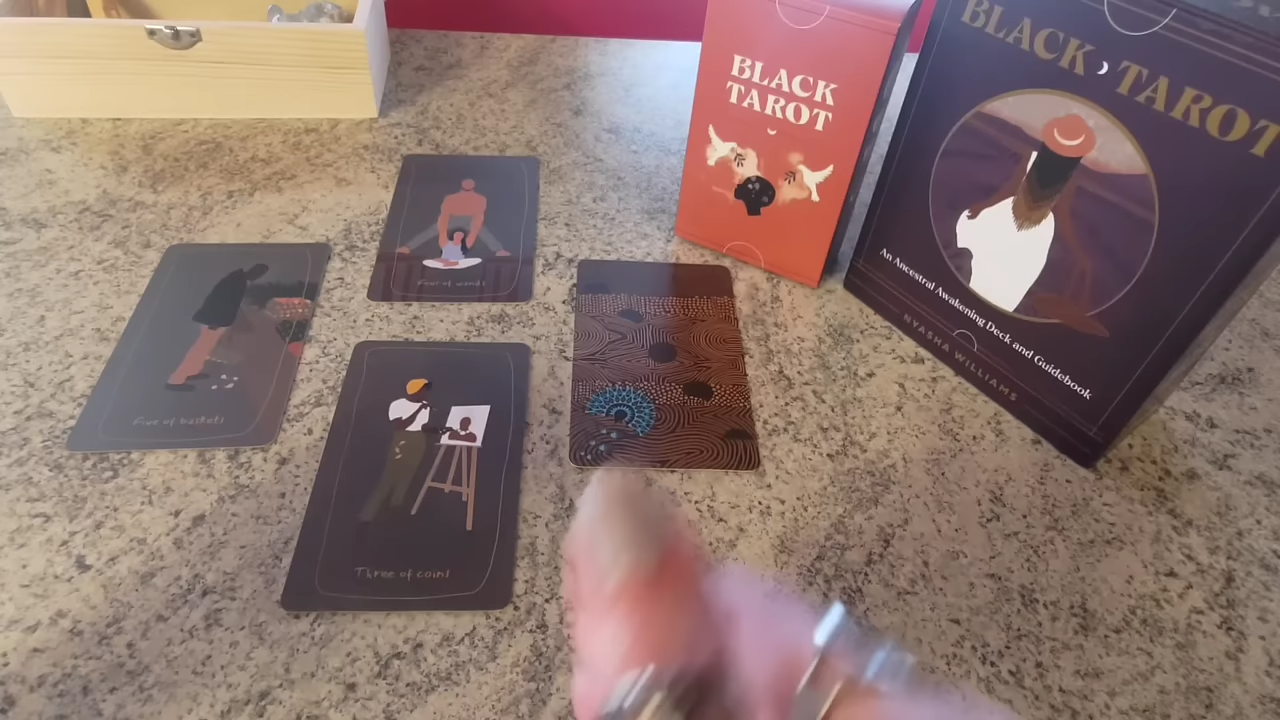 BLACK
TAROT
BLACK TAROT
An Ancestral Awakening Deck and Guidebook
NYASHA WILLIAMS
Four of wands
Five of baskets
Three of coins